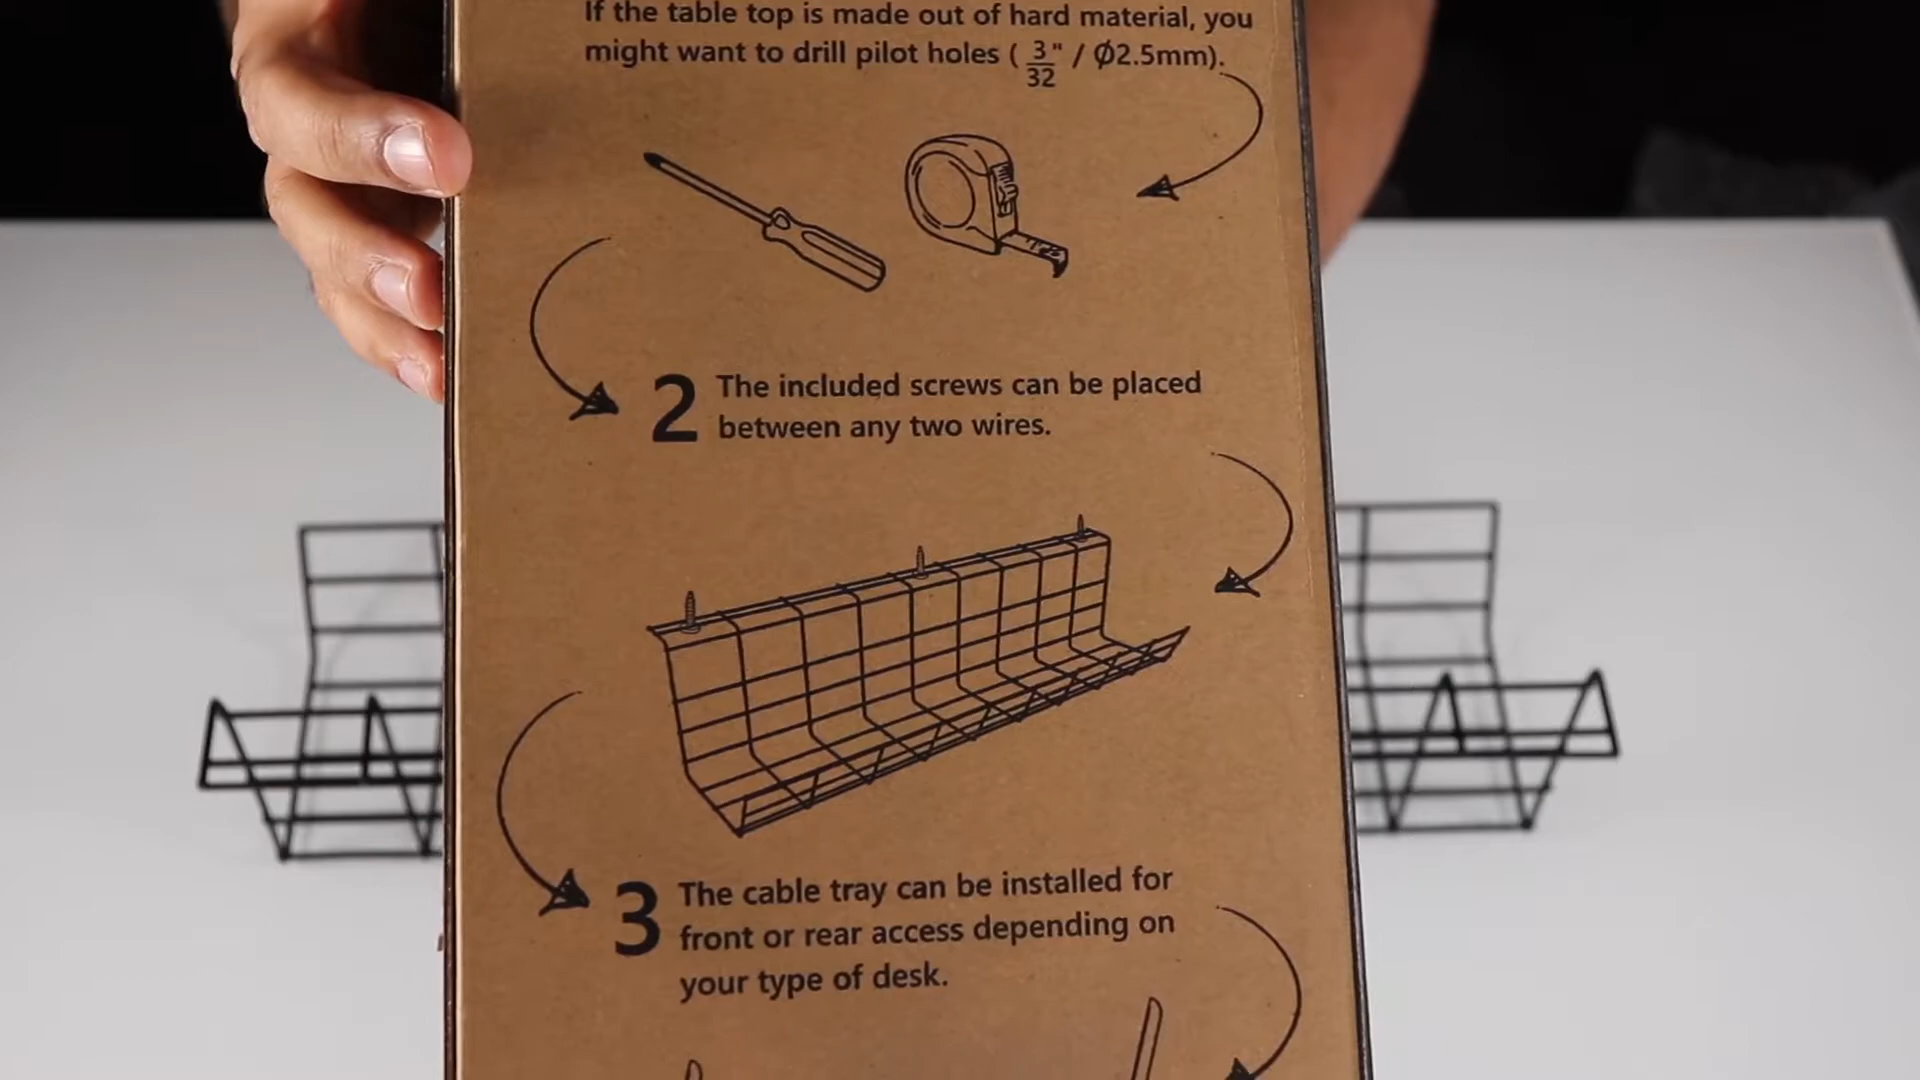 If the table top is made out of hard material, you
might want to drill pilot holes ( 3/32" / Ø2.5mm).
2 The included screws can be placed
between any two wires.
3 The cable tray can be installed for
front or rear access depending on
your type of desk.